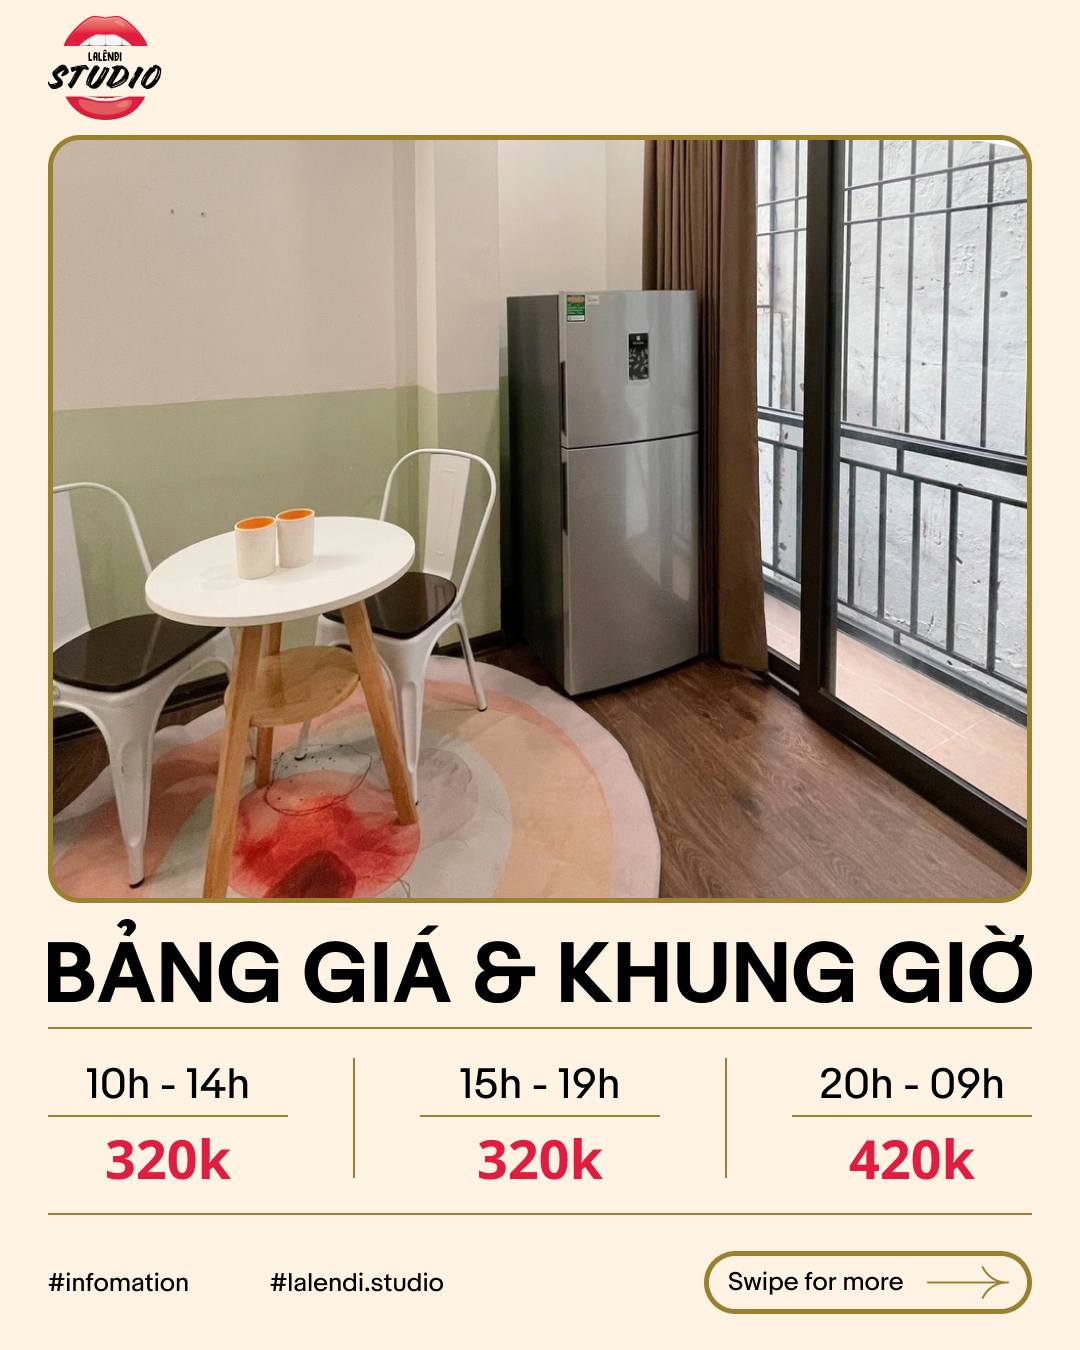 LALÊNĐI
STUDIO
BẢNG GIÁ & KHUNG GIỜ
10h - 14h
15h - 19h
20h - 09h
320k
320k
420k
#infomation
#lalendi.studio
Swipe for more